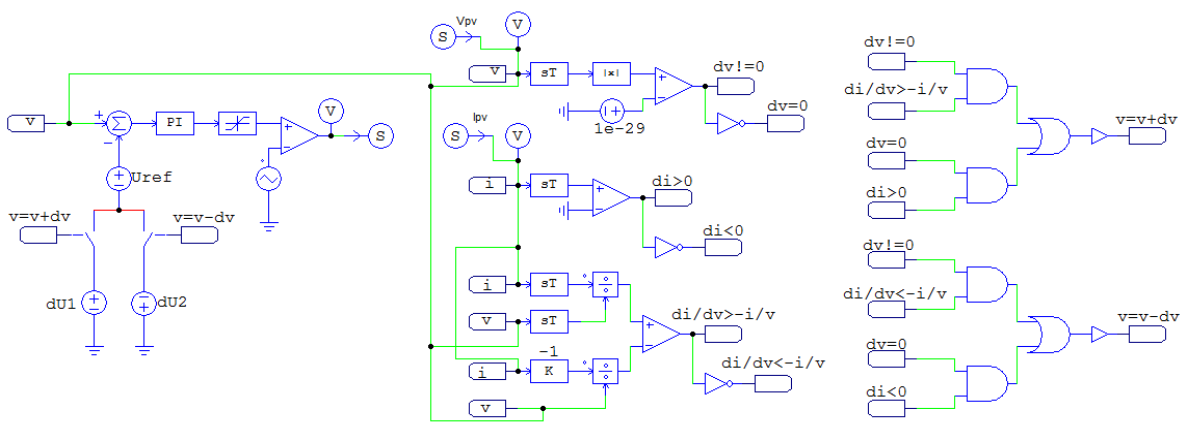 V
Σ
PI
Uref
v=v+dv
v=v-dv
dU1
dU2
V
S
S
Vpv
V
V
sT
|×|
1e-29
dv!=0
dv=0
S
Ipv
V
i
sT
di>0
di<0
i
sT
÷
V
sT
di/dv>-i/v
-1
i
K
÷
di/dv<-i/v
V
dv!=0
di/dv>-i/v
v=v+dv
dv=0
di>0
dv!=0
di/dv<-i/v
v=v-dv
dv=0
di<0